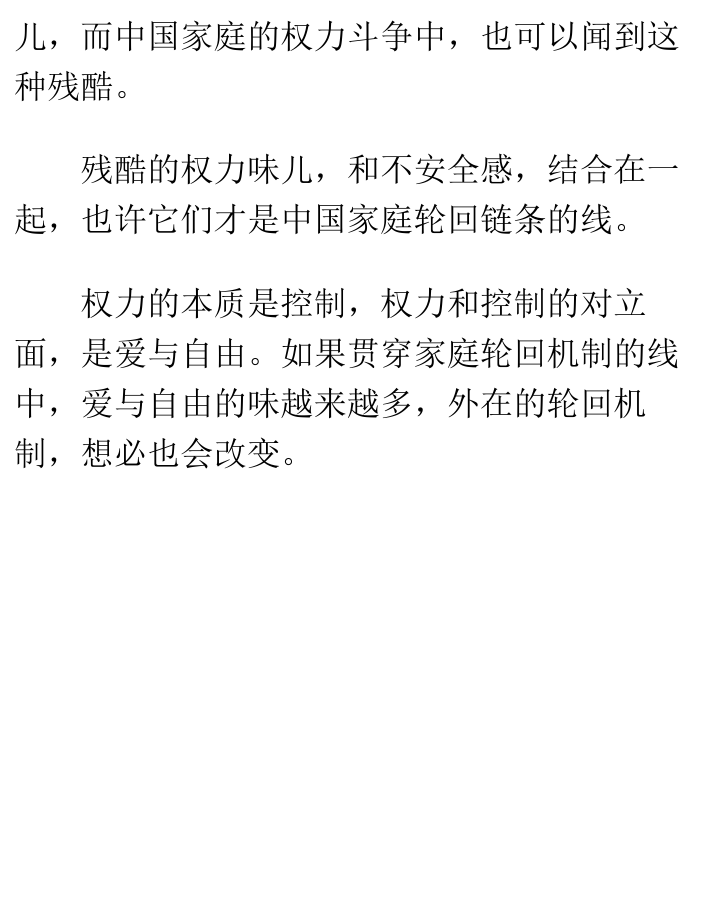 儿，而中国家庭的权力斗争中，也可以闻到这
种残酷。
残酷的权力味儿，和不安全感，结合在一
起，也许它们才是中国家庭轮回链条的线。
权力的本质是控制，权力和控制的对立
面，是爱与自由。如果贯穿家庭轮回机制的线
中，爱与自由的味越来越多，外在的轮回机
制，想必也会改变。